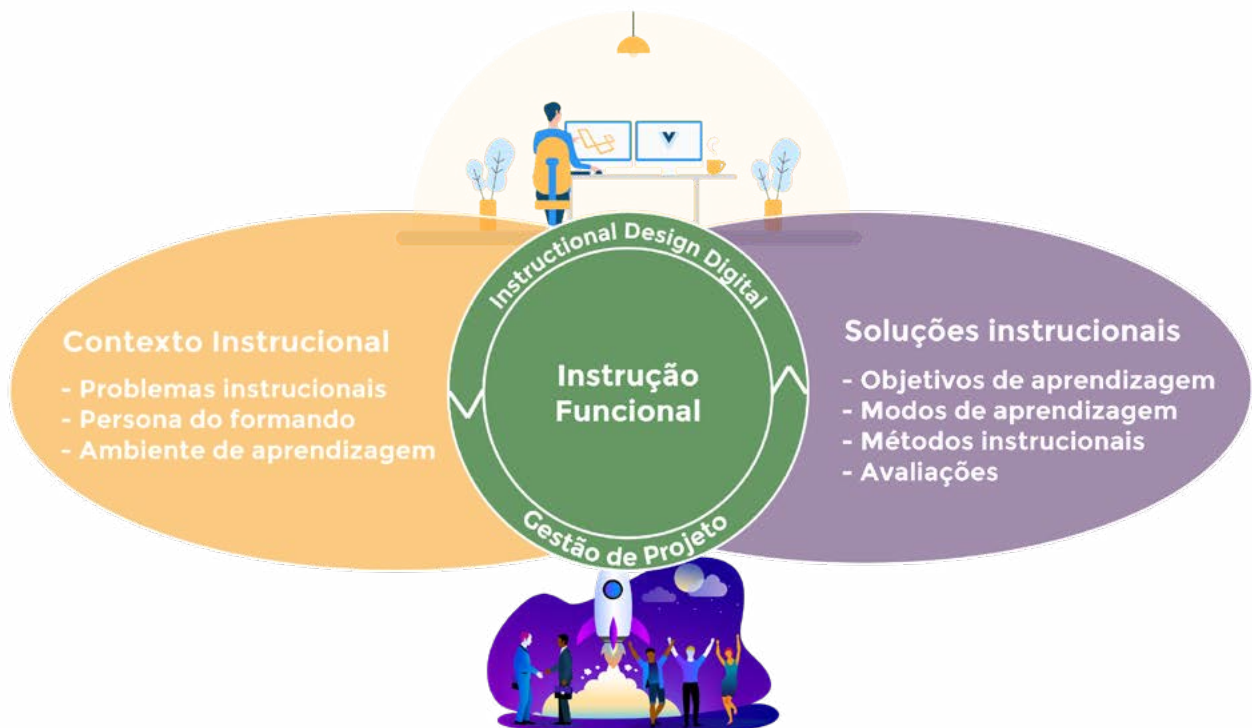 Contexto Instrucional
- Problemas instrucionais
- Persona do formando
- Ambiente de aprendizagem
Instructional Design Digital
Instrução
Funcional
Gestão de Projeto
Soluções instrucionais
- Objetivos de aprendizagem
- Modos de aprendizagem
- Métodos instrucionais
- Avaliações